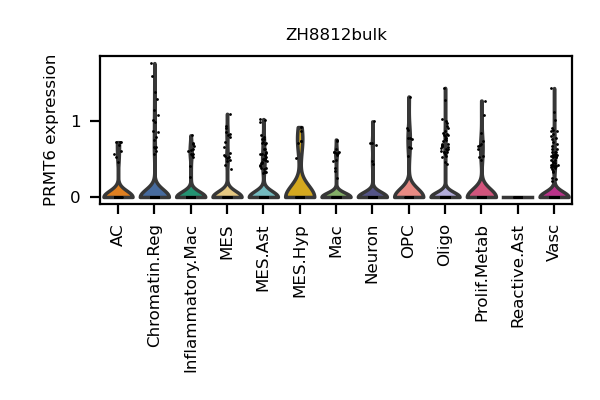 ZH8812bulk
PRMT6 expression
1
0
AC
Chromatin.Reg
Inflammatory.Mac
MES
MES.Ast
MES.Hyp
Mac
Neuron
OPC
Oligo
Prolif.Metab
Reactive.Ast
Vasc